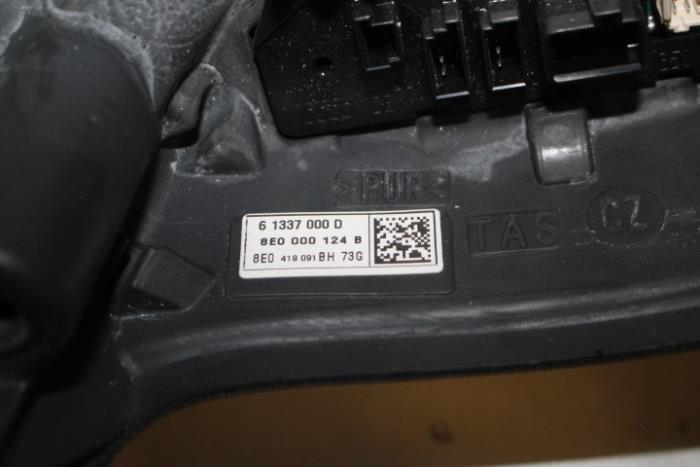 >PUR<
6 1337 000 D
8E0 000 124 B
8E0 419 091 BH 73G
TAS
CZ